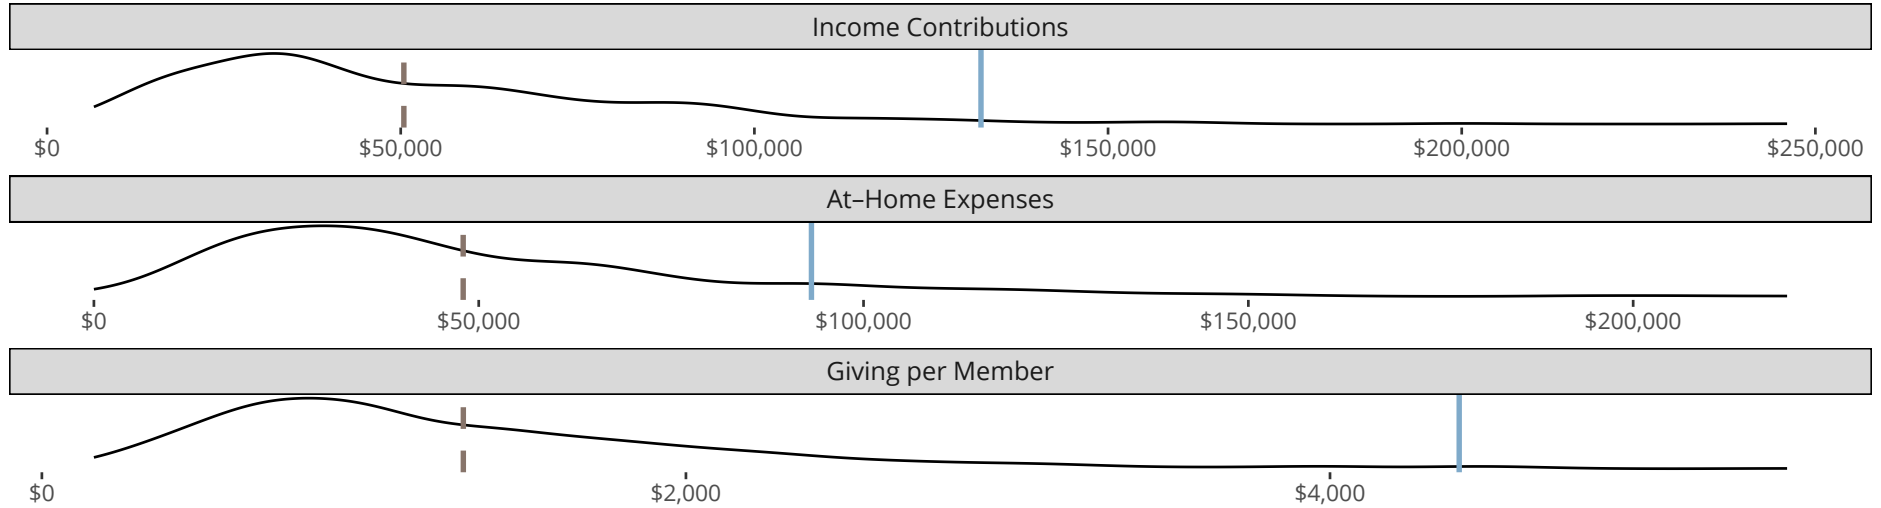 Income Contributions
$0 $50,000 $100,000 $150,000 $200,000 $250,000
At–Home Expenses
$0 $50,000 $100,000 $150,000 $200,000
Giving per Member
$0 $2,000 $4,000